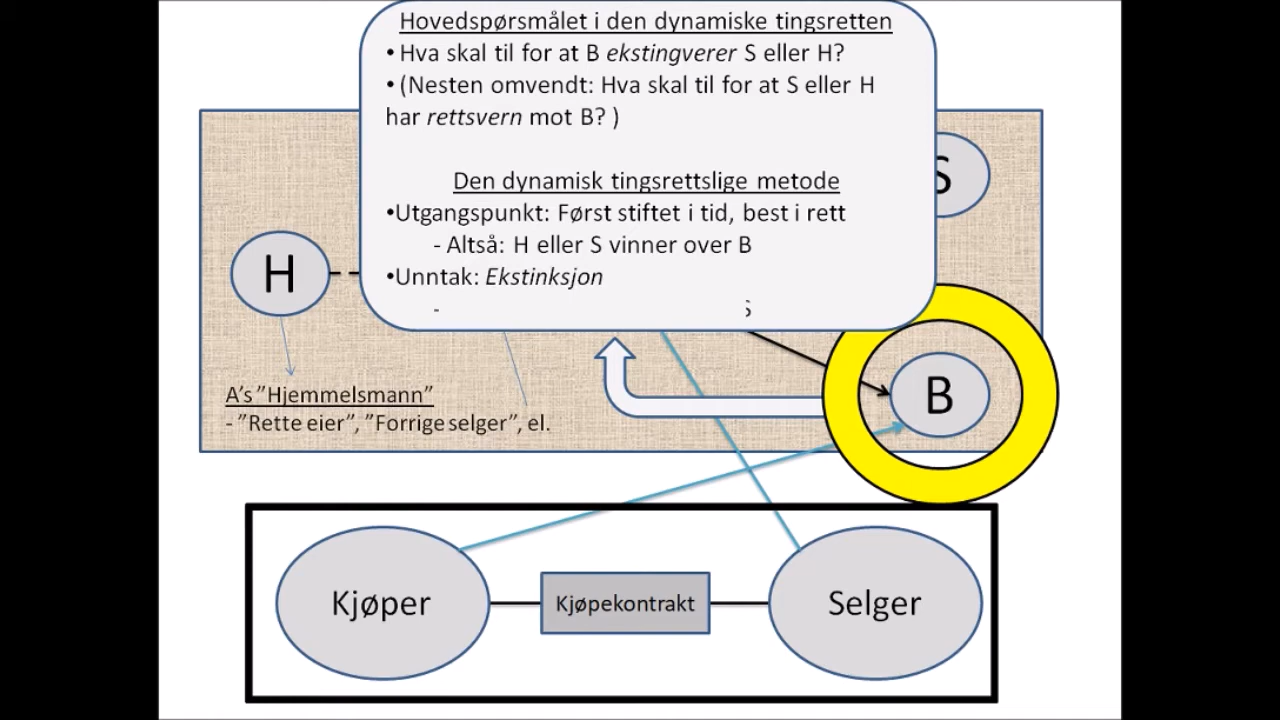 Hovedspørsmålet i den dynamiske tingsretten
• Hva skal til for at B ekstingverer S eller H?
• (Nesten omvendt: Hva skal til for at S eller H
har rettsvern mot B? )
Den dynamisk tingsrettslige metode
•Utgangspunkt: Først stiftet i tid, best i rett
- Altså: H eller S vinner over B
•Unntak: Ekstinksjon
-
S
H
B
A's "Hjemmelsmann"
- "Rette eier", "Forrige selger", el.
Kjøper
Kjøpekontrakt
Selger